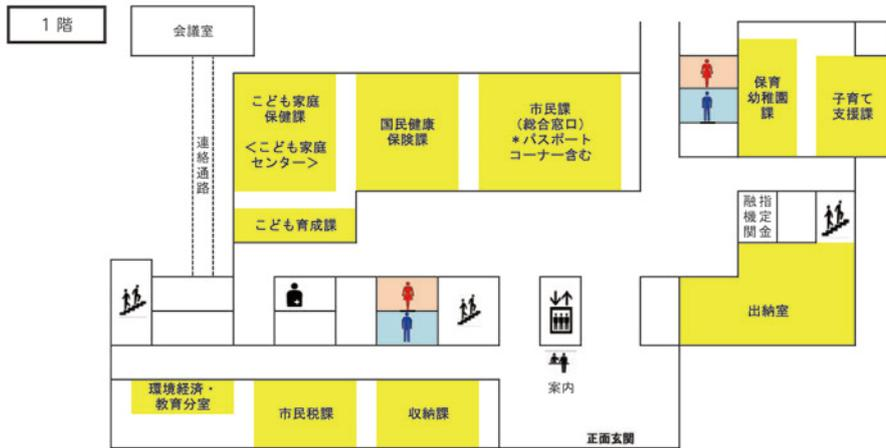 1 階
会議室
連絡通路
こども家庭
保健課
<こども家庭
センター>
国民健康
保険課
市民課
(総合窓口)
*パスポート
コーナー含む
保育
幼稚園
課
子育て
支援課
こども育成課
指定金
融機関
出納室
案内
環境経済・
教育分室
市民税課
収納課
正面玄関